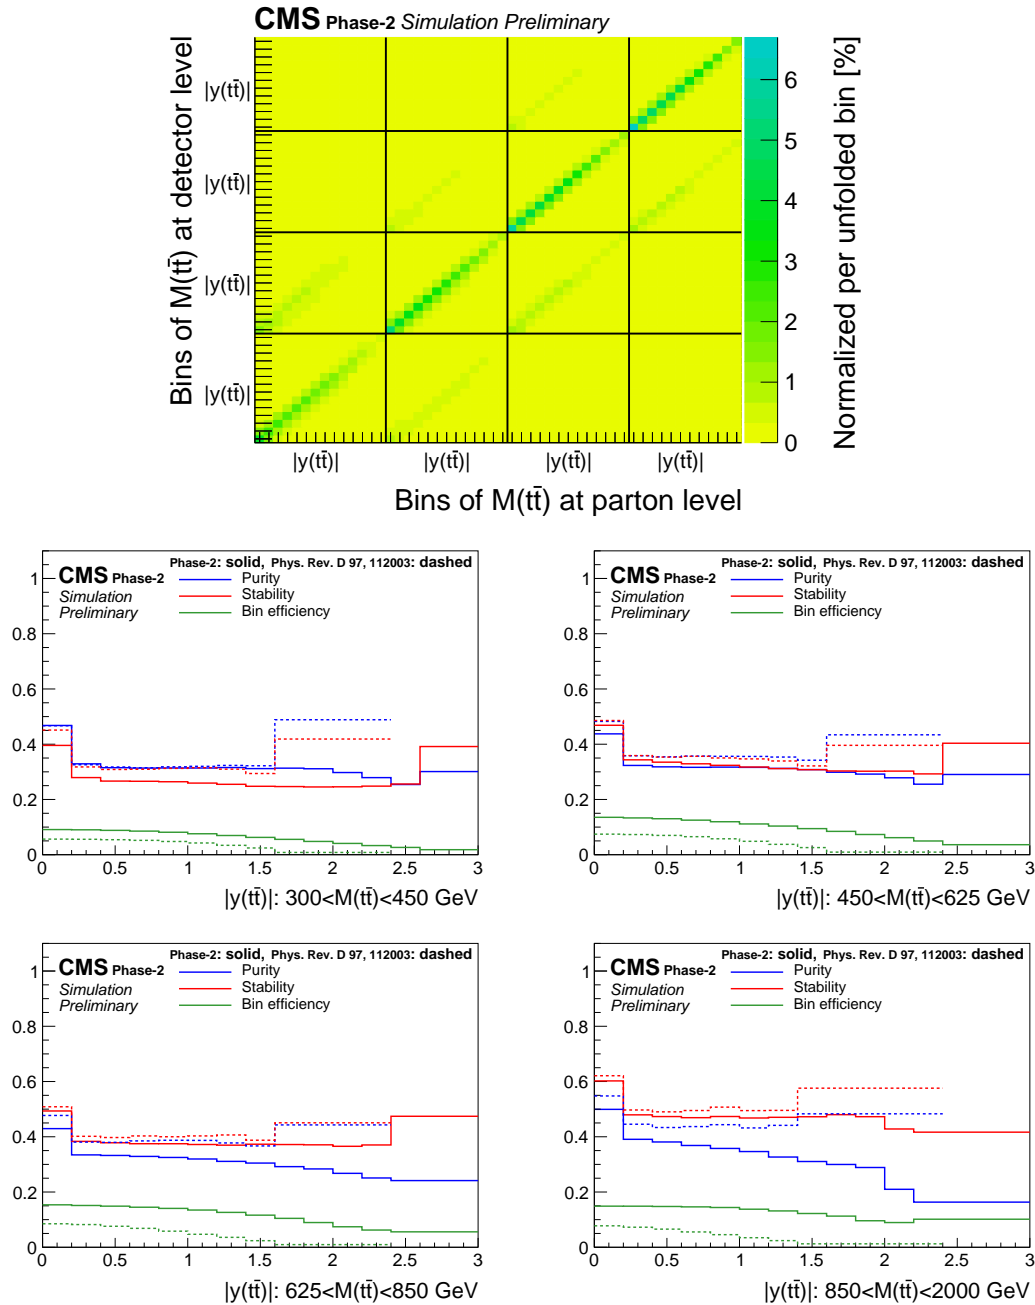 CMS Phase-2 Simulation Preliminary
Bins of M(tt̄) at detector level
|y(tt̄)|
|y(tt̄)|
|y(tt̄)|
|y(tt̄)|
|y(tt̄)| |y(tt̄)| |y(tt̄)| |y(tt̄)|
Bins of M(tt̄) at parton level
6
5
4
3
2
1
0
Normalized per unfolded bin [%]
Phase-2: solid, Phys. Rev. D 97, 112003: dashed
CMS Phase-2
Simulation
Preliminary
Purity
Stability
Bin efficiency
1
0.8
0.6
0.4
0.2
0
0 0.5 1 1.5 2 2.5 3
|y(tt̄)|: 300<M(tt̄)<450 GeV
Phase-2: solid, Phys. Rev. D 97, 112003: dashed
CMS Phase-2
Simulation
Preliminary
Purity
Stability
Bin efficiency
1
0.8
0.6
0.4
0.2
0
0 0.5 1 1.5 2 2.5 3
|y(tt̄)|: 450<M(tt̄)<625 GeV
Phase-2: solid, Phys. Rev. D 97, 112003: dashed
CMS Phase-2
Simulation
Preliminary
Purity
Stability
Bin efficiency
1
0.8
0.6
0.4
0.2
0
0 0.5 1 1.5 2 2.5 3
|y(tt̄)|: 625<M(tt̄)<850 GeV
Phase-2: solid, Phys. Rev. D 97, 112003: dashed
CMS Phase-2
Simulation
Preliminary
Purity
Stability
Bin efficiency
1
0.8
0.6
0.4
0.2
0
0 0.5 1 1.5 2 2.5 3
|y(tt̄)|: 850<M(tt̄)<2000 GeV